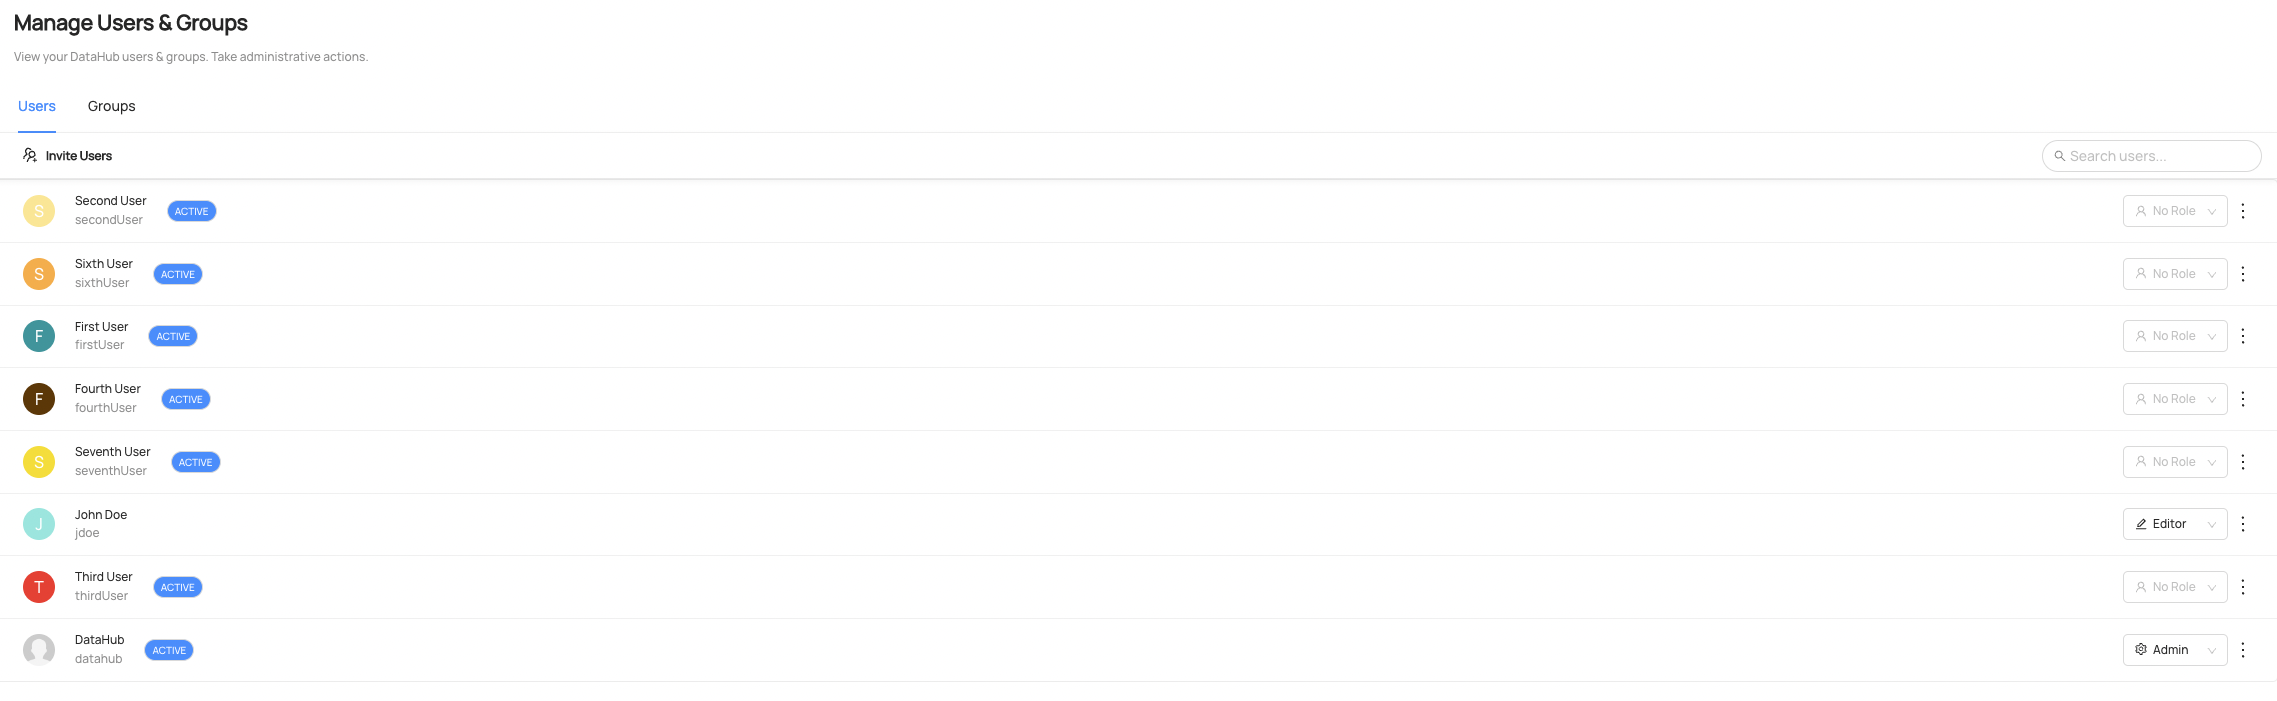 Manage Users & Groups
View your DataHub users & groups. Take administrative actions.
Users Groups
Invite Users Search users...
S Second User ACTIVE No Role
secondUser
S Sixth User ACTIVE No Role
sixthUser
F First User ACTIVE No Role
firstUser
F Fourth User ACTIVE No Role
fourthUser
S Seventh User ACTIVE No Role
seventhUser
J John Doe Editor
jdoe
T Third User ACTIVE No Role
thirdUser
DataHub ACTIVE Admin
datahub